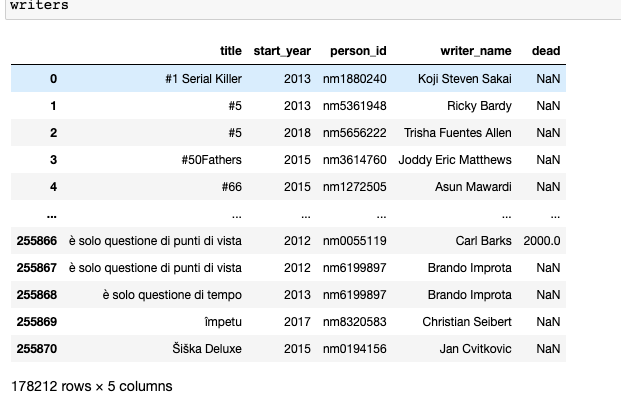 writers
title start_year person_id writer_name dead
0 #1 Serial Killer 2013 nm1880240 Koji Steven Sakai NaN
1 #5 2013 nm5361948 Ricky Bardy NaN
2 #5 2018 nm5656222 Trisha Fuentes Allen NaN
3 #50Fathers 2015 nm3614760 Joddy Eric Matthews NaN
4 #66 2015 nm1272505 Asun Mawardi NaN
... ... ... ... ... ...
255866 è solo questione di punti di vista 2012 nm0055119 Carl Barks 2000.0
255867 è solo questione di punti di vista 2012 nm6199897 Brando Improta NaN
255868 è solo questione di tempo 2013 nm6199897 Brando Improta NaN
255869 împetu 2017 nm8320583 Christian Seibert NaN
255870 Šiška Deluxe 2015 nm0194156 Jan Cvitkovic NaN
178212 rows × 5 columns